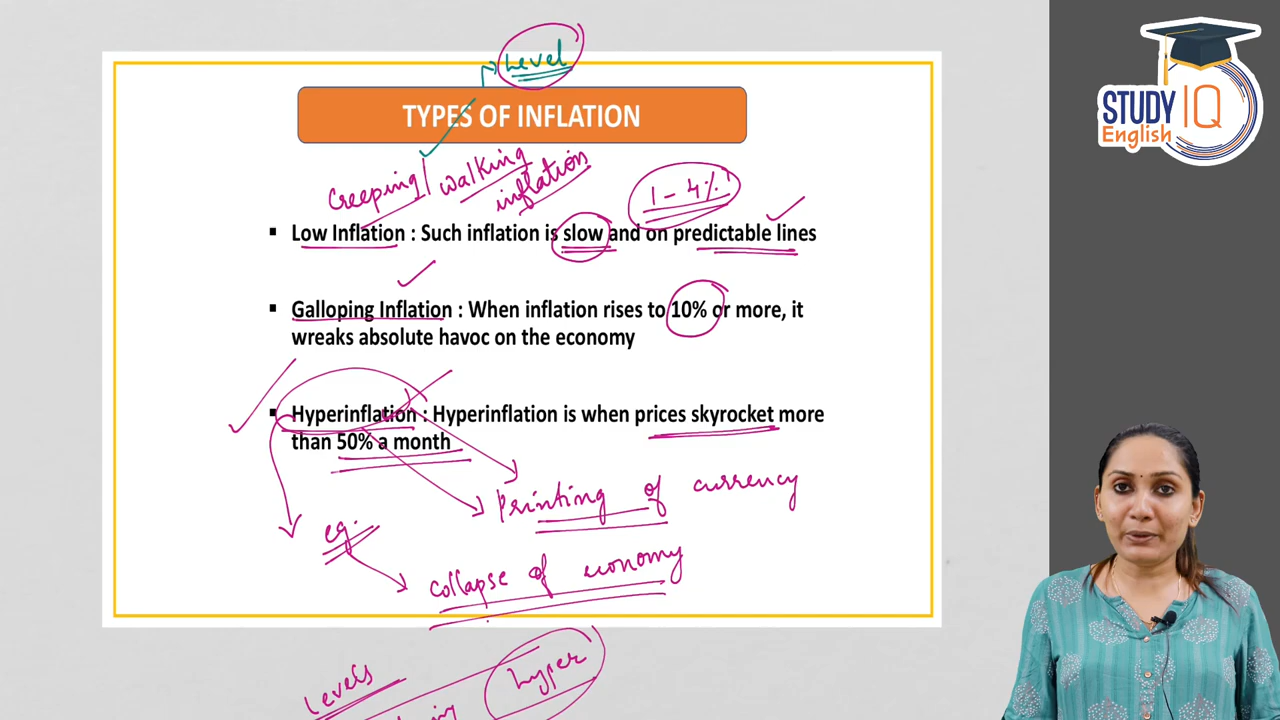 Level
TYPES OF INFLATION
STUDY IQ
English
Creeping/ walking
inflation
1 - 4%
▪ Low Inflation : Such inflation is slow and on predictable lines
▪ Galloping Inflation : When inflation rises to 10% or more, it
wreaks absolute havoc on the economy
▪ Hyperinflation : Hyperinflation is when prices skyrocket more
than 50% a month
Printing of currency
eg.
collapse of economy
hyper
Levels